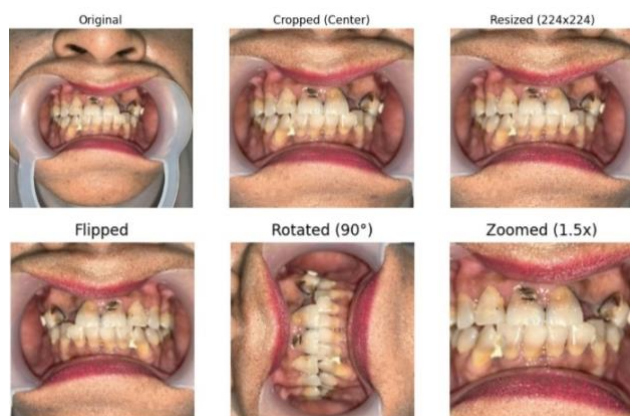 Original
Cropped (Center)
Resized (224x224)
Flipped
Rotated (90°)
Zoomed (1.5x)